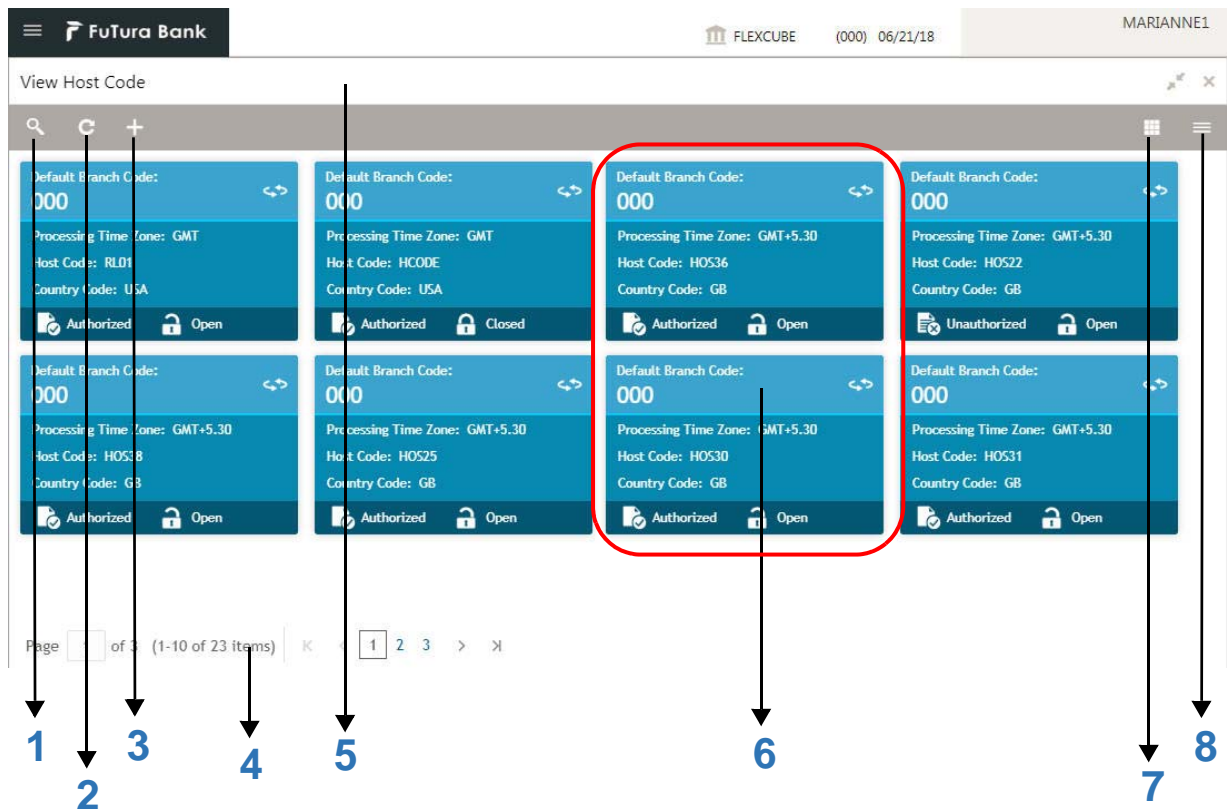 FuTura Bank
FLEXCUBE (000) 06/21/18
MARIANNE1
View Host Code
Default Branch Code:
000
Processing Time Zone: GMT
Host Code: RL01
Country Code: USA
Authorized Open
Default Branch Code:
000
Processing Time Zone: GMT
Host Code: HCODE
Country Code: USA
Authorized Closed
Default Branch Code:
000
Processing Time Zone: GMT+5.30
Host Code: HOS36
Country Code: GB
Authorized Open
Default Branch Code:
000
Processing Time Zone: GMT+5.30
Host Code: HOS22
Country Code: GB
Unauthorized Open
Default Branch Code:
000
Processing Time Zone: GMT+5.30
Host Code: HOS38
Country Code: GB
Authorized Open
Default Branch Code:
000
Processing Time Zone: GMT+5.30
Host Code: HOS25
Country Code: GB
Authorized Open
Default Branch Code:
000
Processing Time Zone: GMT+5.30
Host Code: HOS30
Country Code: GB
Authorized Open
Default Branch Code:
000
Processing Time Zone: GMT+5.30
Host Code: HOS31
Country Code: GB
Authorized Open
Page 1 of 3 (1-10 of 23 items) 1 2 3
1
2
3
4
5
6
7
8